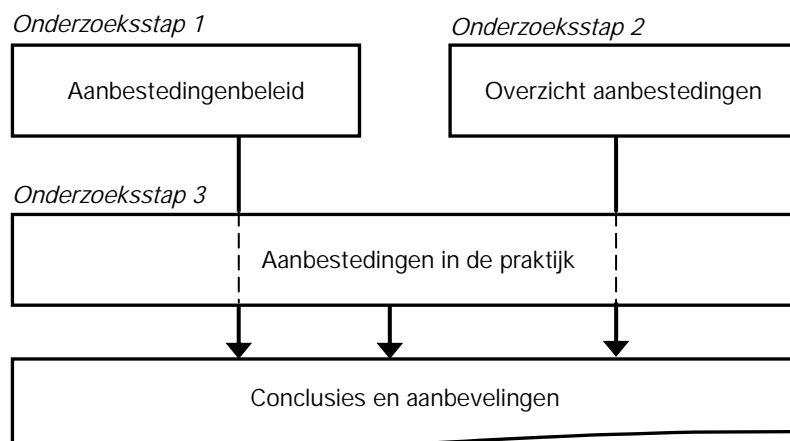 Onderzoeksstap 1
Onderzoeksstap 2
Aanbestedingenbeleid
Overzicht aanbestedingen
Onderzoeksstap 3
Aanbestedingen in de praktijk
Conclusies en aanbevelingen